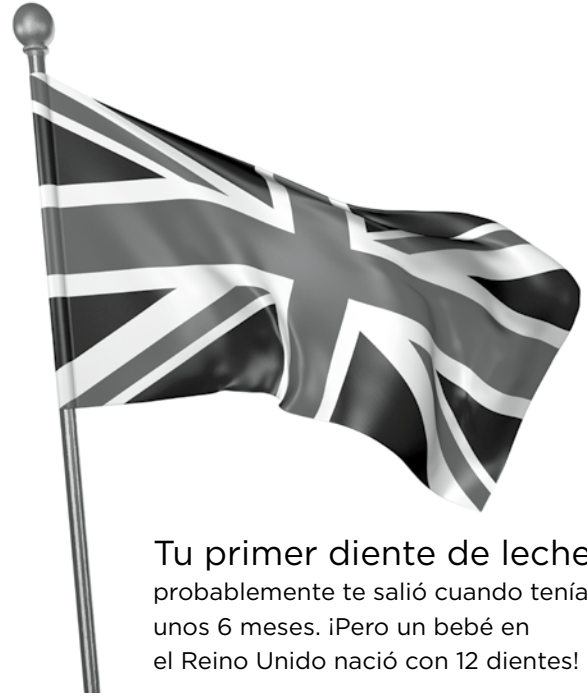 Tu primer diente de leche
probablemente te salió cuando tenía
unos 6 meses. ¡Pero un bebé en
el Reino Unido nació con 12 dientes!